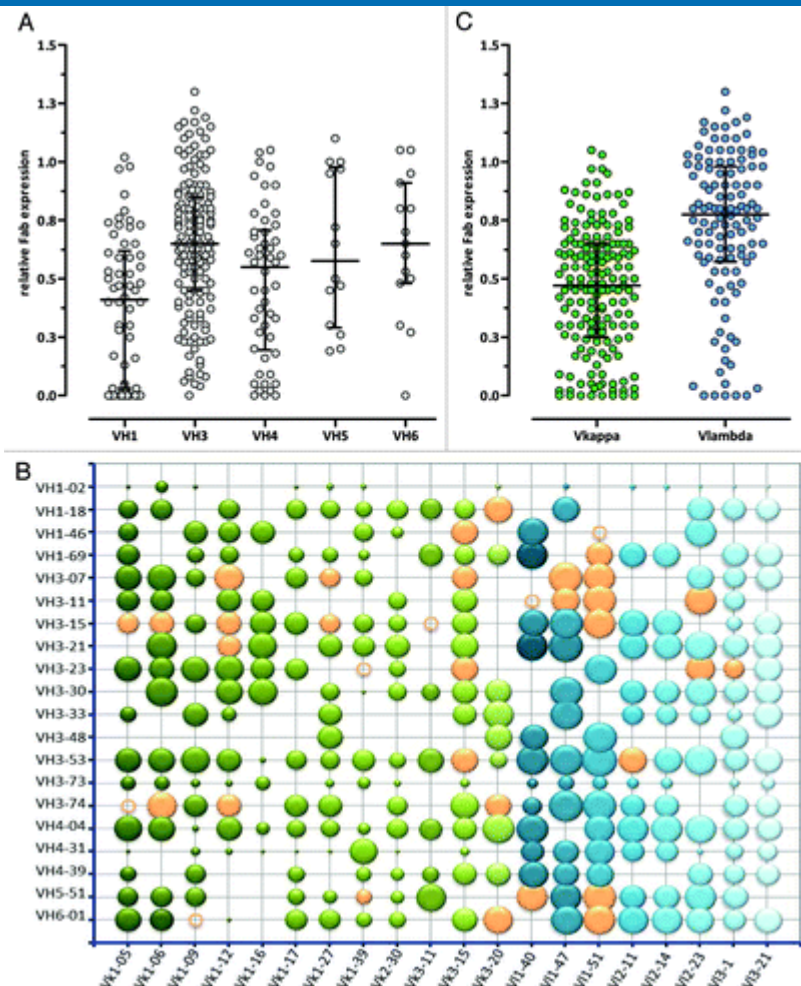 A
1.5
1.3
1.0
0.8
0.5
0.3
0.0
relative Fab expression
VH1 VH3 VH4 VH5 VH6
C
1.5
1.3
1.0
0.8
0.5
0.3
0.0
relative Fab expression
Vkappa Vlambda
B
VH1-02
VH1-18
VH1-46
VH1-69
VH3-07
VH3-11
VH3-15
VH3-21
VH3-23
VH3-30
VH3-33
VH3-48
VH3-53
VH3-73
VH3-74
VH4-04
VH4-31
VH4-39
VH5-51
VH6-01
Vk1-05 Vk1-06 Vk1-09 Vk1-12 Vk1-16 Vk1-17 Vk1-27 Vk1-39 Vk2-30 Vk3-11 Vk3-15 Vk3-20 Vl1-40 Vl1-47 Vl1-51 Vl2-11 Vl2-14 Vl2-23 Vl3-1 Vl3-21